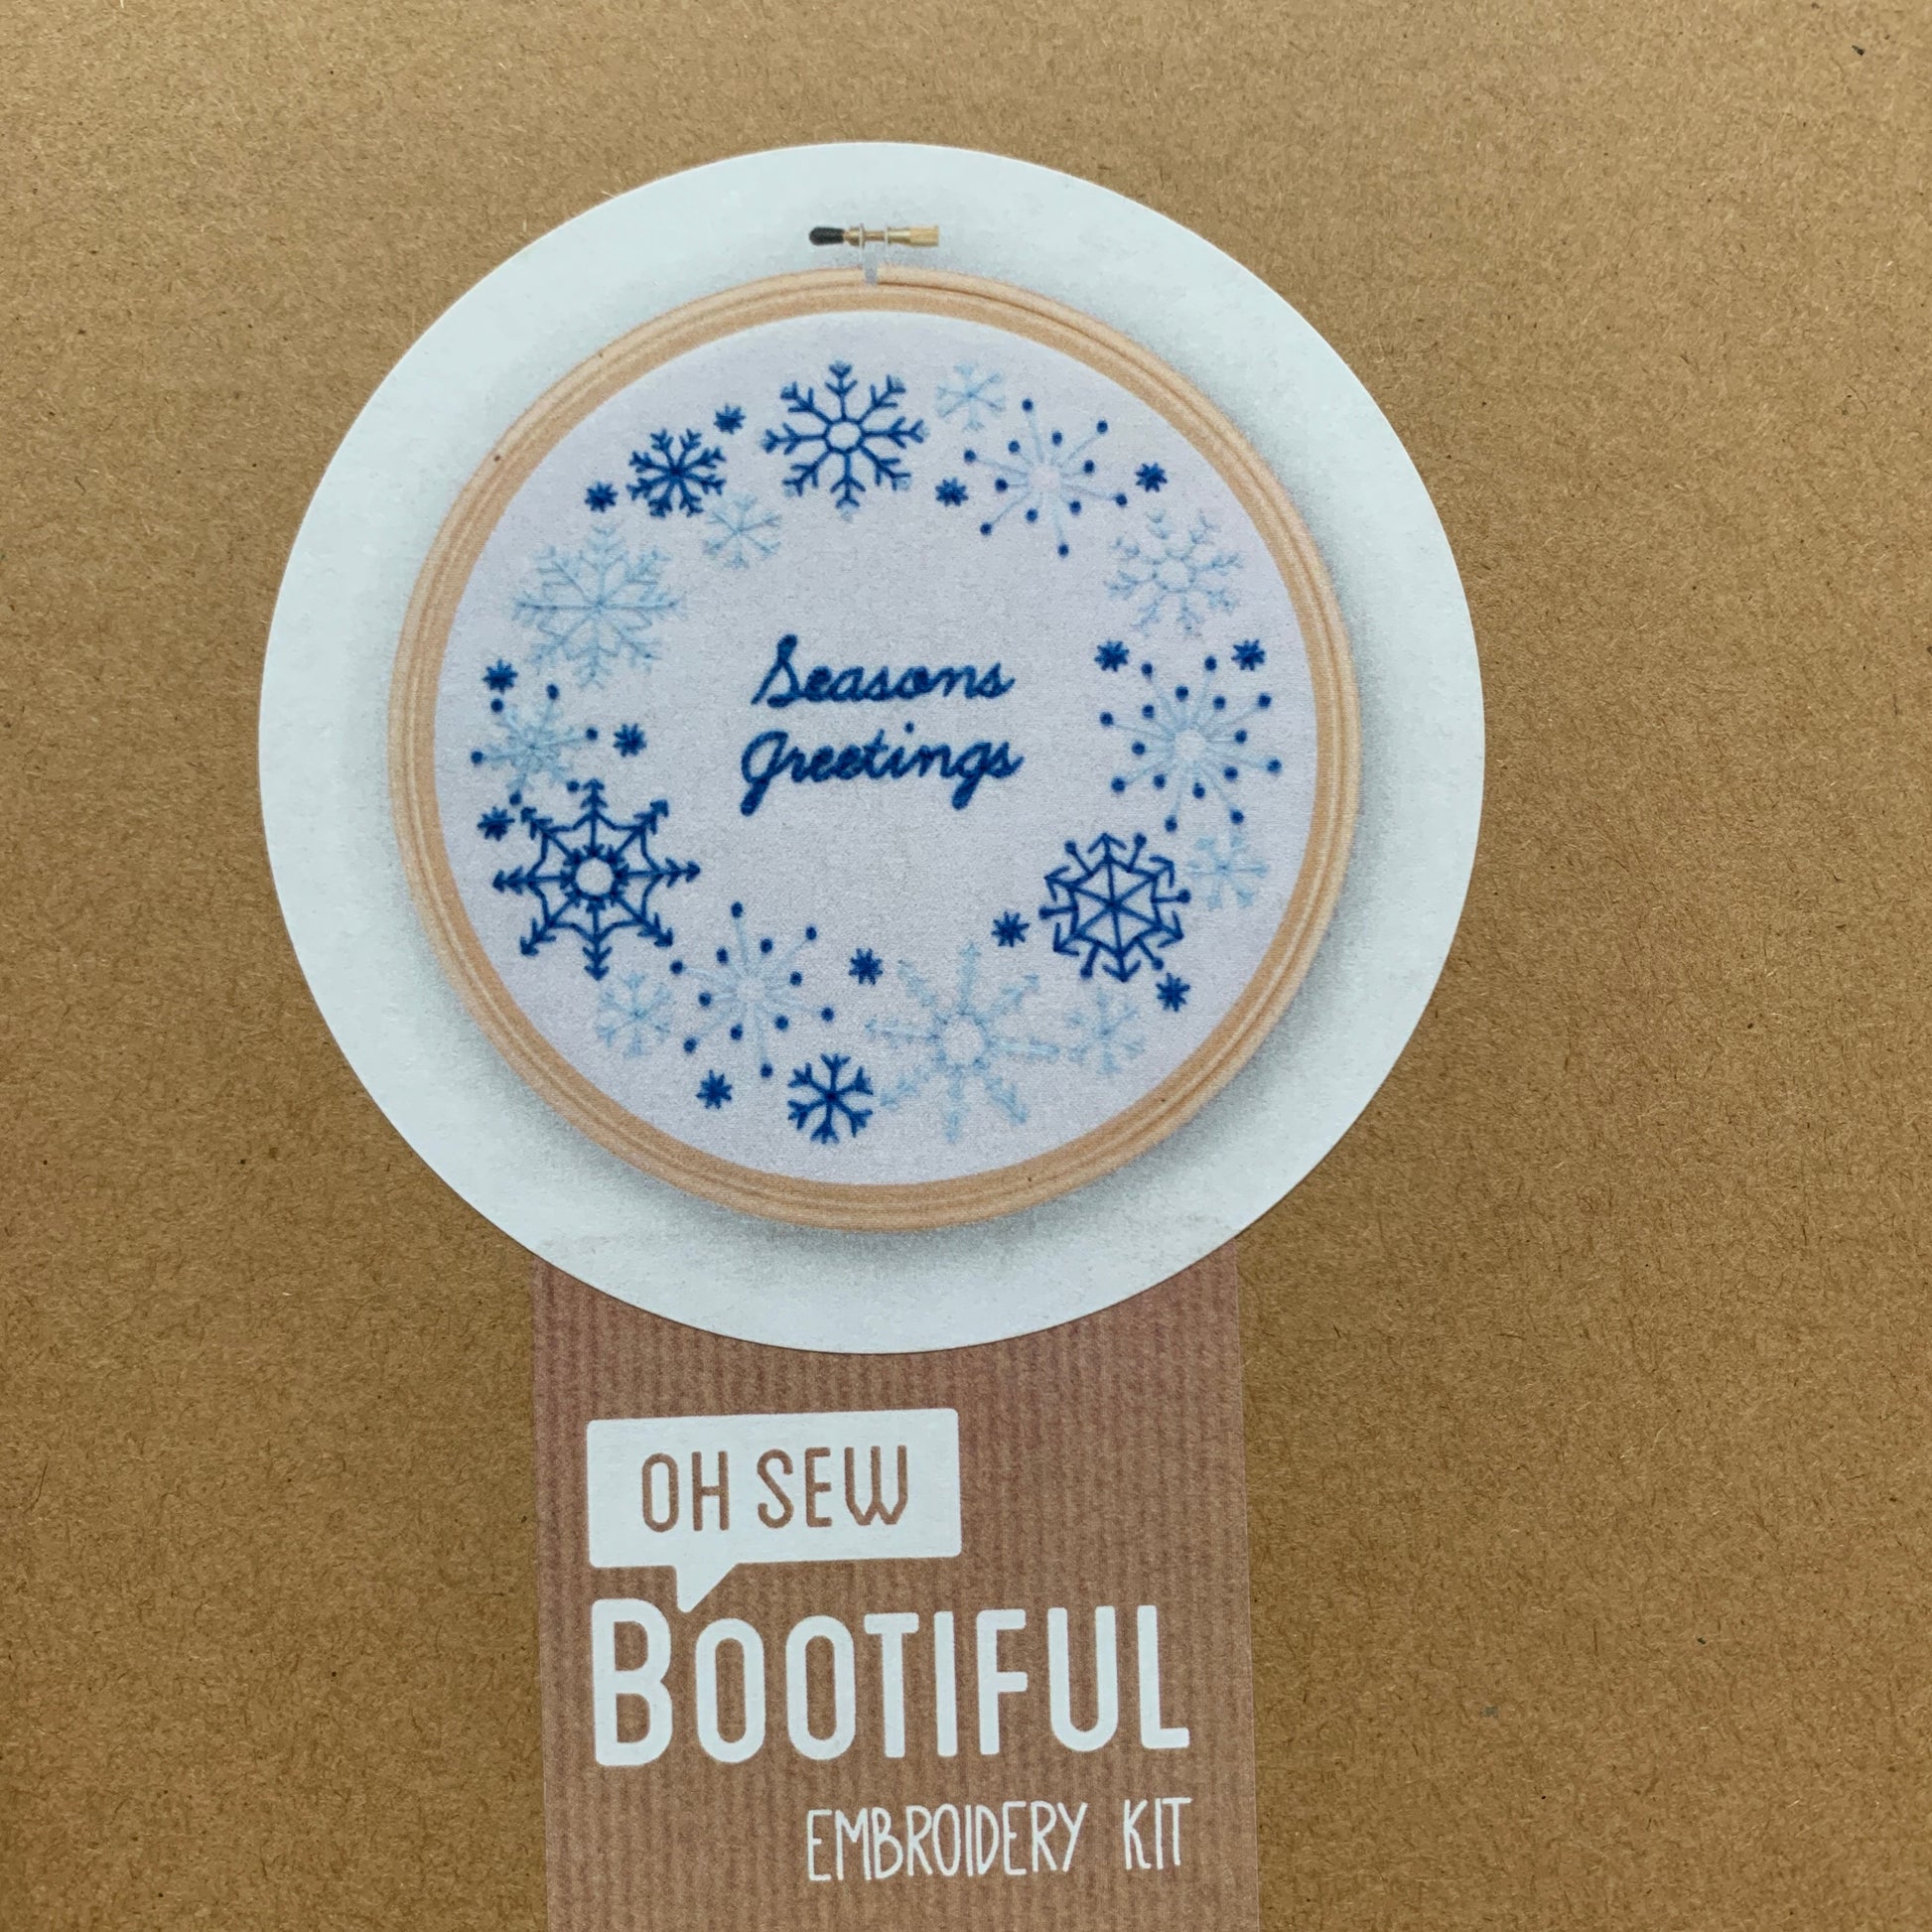 Seasons
Greetings
OH SEW
BOOTIFUL
EMBROIDERY KIT